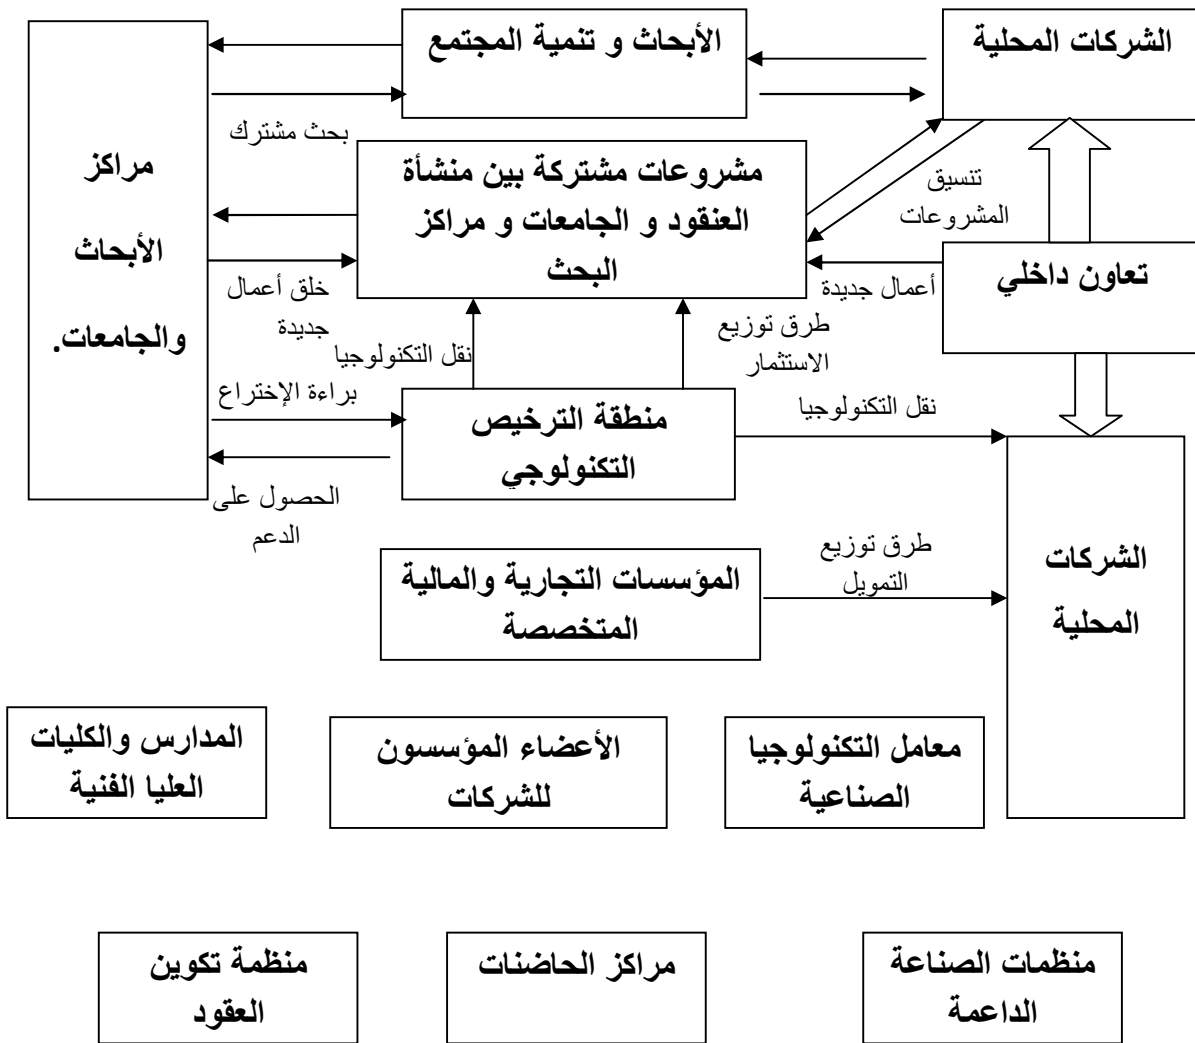 الشركات المحلية
الأبحاث و تنمية المجتمع
مراكز
الأبحاث
والجامعات.
بحث مشترك
مشروعات مشتركة بين منشأة
العنقود و الجامعات و مراكز
البحث
تنسيق
المشروعات
تعاون داخلي
أعمال جديدة
خلق أعمال
جديدة
طرق توزيع
الاستثمار
نقل التكنولوجيا
براءة الإختراع
منطقة الترخيص
التكنولوجي
نقل التكنولوجيا
الحصول على
الدعم
طرق توزيع
التمويل
المؤسسات التجارية والمالية
المتخصصة
الشركات
المحلية
معامل التكنولوجيا
الصناعية
الأعضاء المؤسسون
للشركات
المدارس والكليات
العليا الفنية
منظمات الصناعة
الداعمة
مراكز الحاضنات
منظمة تكوين
العقود